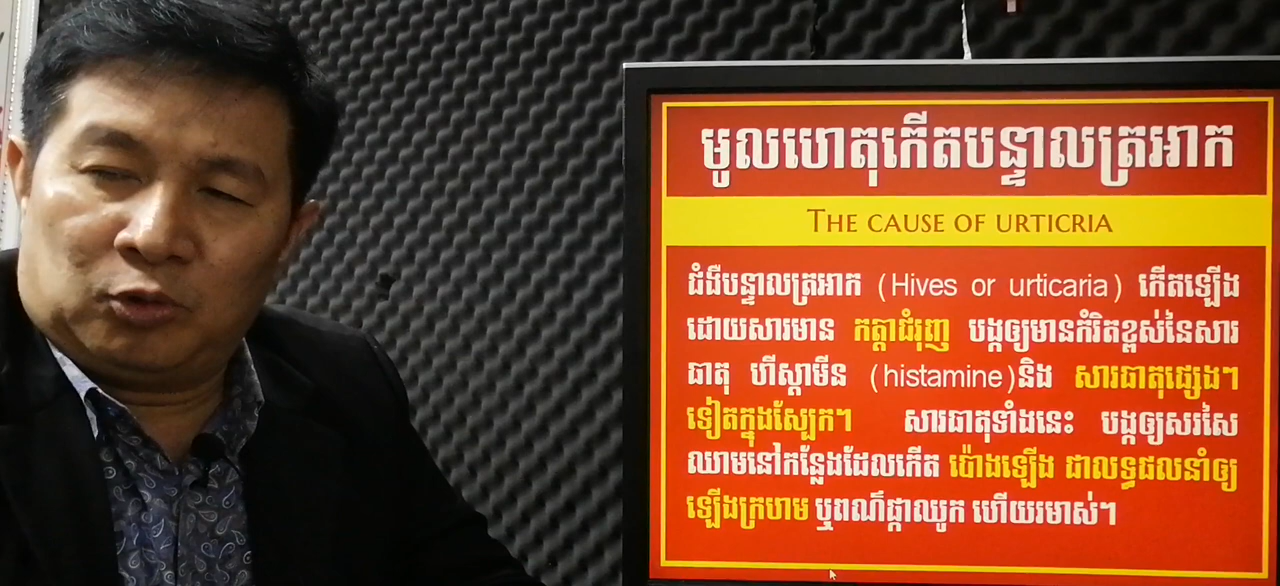 មូលហេតុកើតបន្ទាលត្រអាក
THE CAUSE OF URTICRIA
ជំងឺបន្ទាលត្រអាក (Hives or urticaria) កើតឡើង
ដោយសារមាន កត្តាជំរុញ បង្កឲ្យមានកំរិតខ្ពស់នៃសារ
ធាតុ ហីស្តាមីន (histamine)និង សារធាតុផ្សេងៗ
ទៀតក្នុងស្បែក។ សារធាតុទាំងនេះ បង្កឲ្យសរសៃ
ឈាមនៅកន្លែងដែលកើត ប៉ោងឡើង ជាលទ្ធផលនាំឲ្យ
ឡើងក្រហាម ឬពណ៌ផ្កាឈូក ហើយរមាស់។